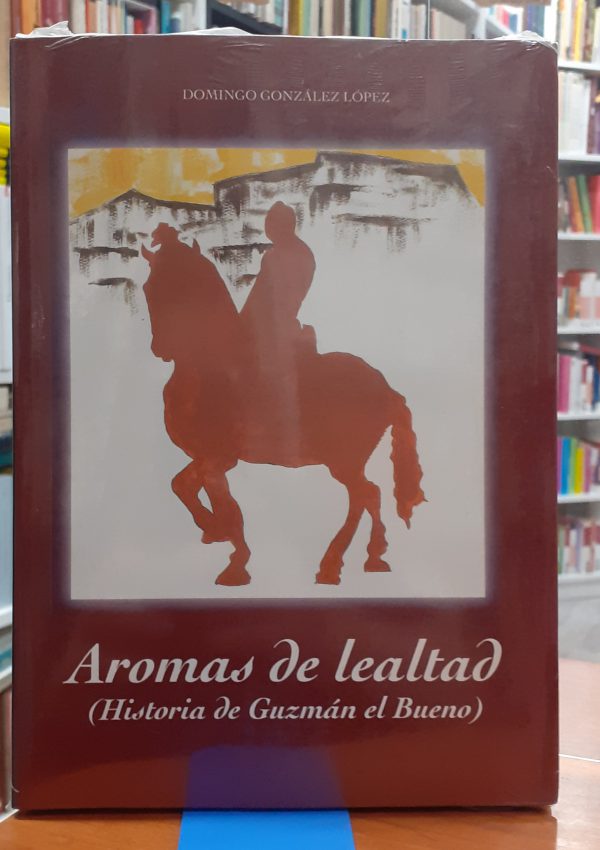 DOMINGO GONZÁLEZ LÓPEZ
Aromas de lealtad
(Historia de Guzmán el Bueno)